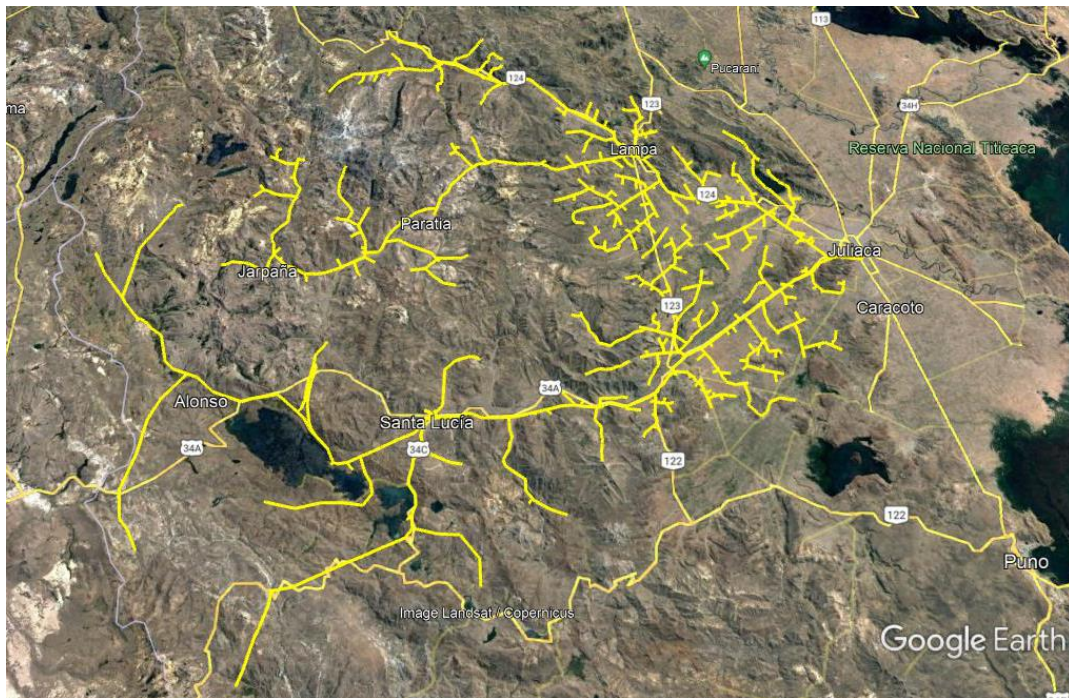 113
Pucarani
124
123
34H
ma
Lampa
Reserva Nacional Titicaca
124
Paratía
Juliaca
Jarpaña
123
Caracoto
34A
Alonso
Santa Lucía
34A
34C
122
122
Puno
Image Landsat / Copernicus
Google Earth